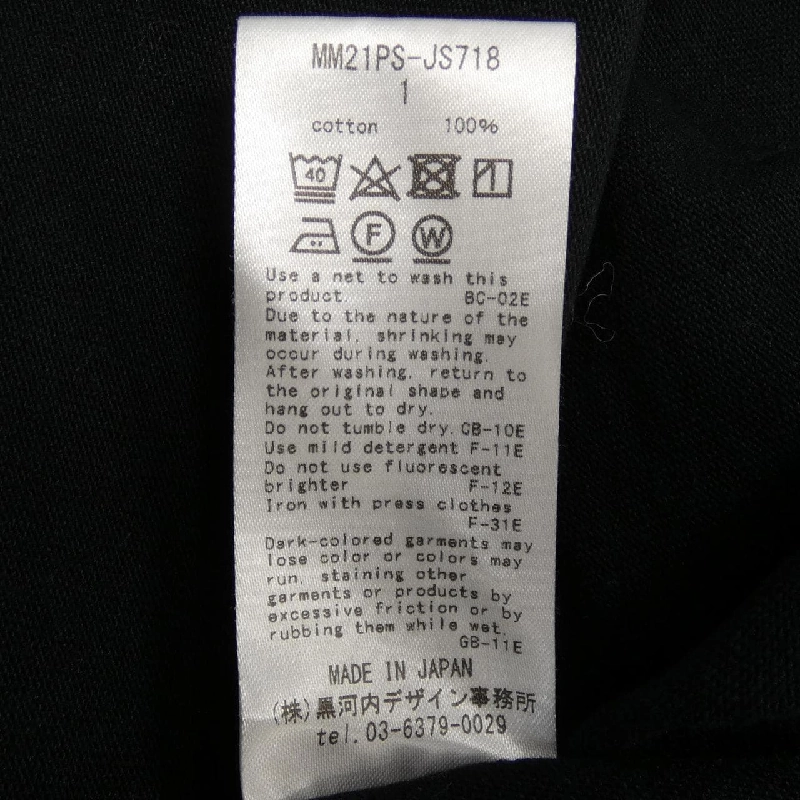 MM21PS-JS718
1
cotton 100%
40
F W
Use a net to wash this
product. BC-02E
Due to the nature of the
material, shrinking may
occur during washing.
After washing, return to
the original shape and
hang out to dry.
Do not tumble dry. CB-10E
Use mild detergent F-11E
Do not use fluorescent
brighter F-12E
Iron with press clothes
F-31E
Dark-colored garments may
lose color or colors may
run, staining other
garments or products by
excessive friction or by
rubbing them while wet.
GB-11E
MADE IN JAPAN
(株)黒河内デザイン事務所
tel.03-6379-0029